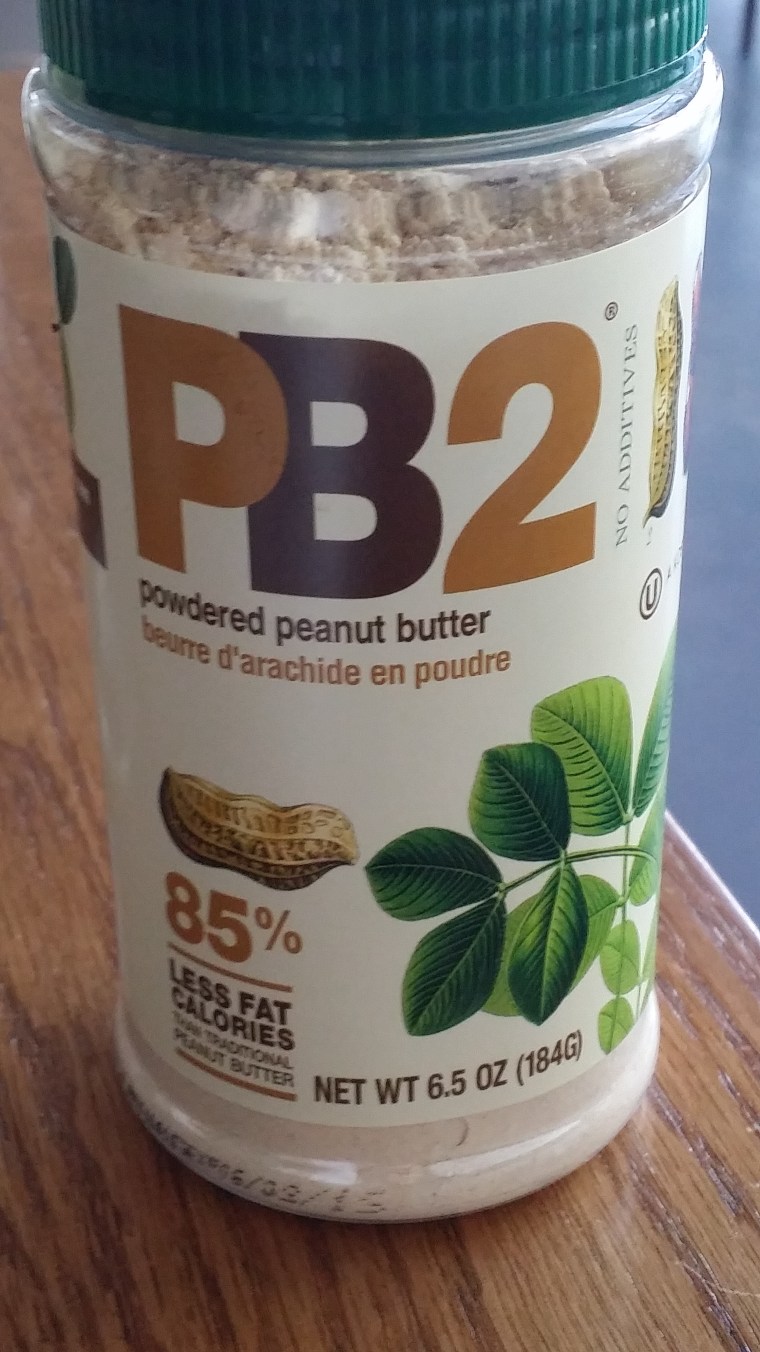 PB2®
NO ADDITIVES
powdered peanut butter
beurre d'arachide en poudre
U
85%
LESS FAT
CALORIES
THAN TRADITIONAL
PEANUT BUTTER
NET WT 6.5 OZ (184G)